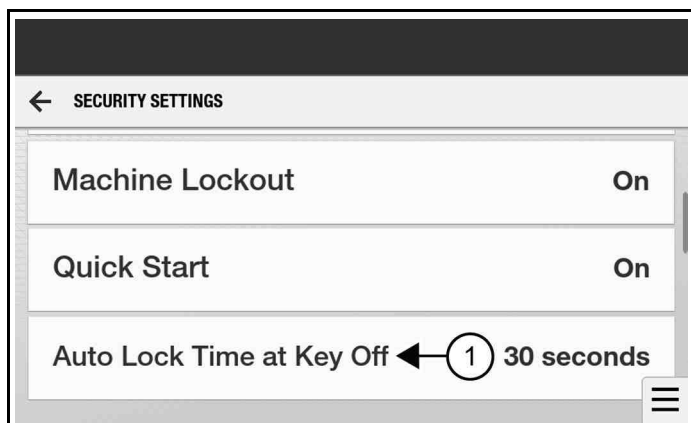 SECURITY SETTINGS
Machine Lockout On
Quick Start On
Auto Lock Time at Key Off 1 30 seconds